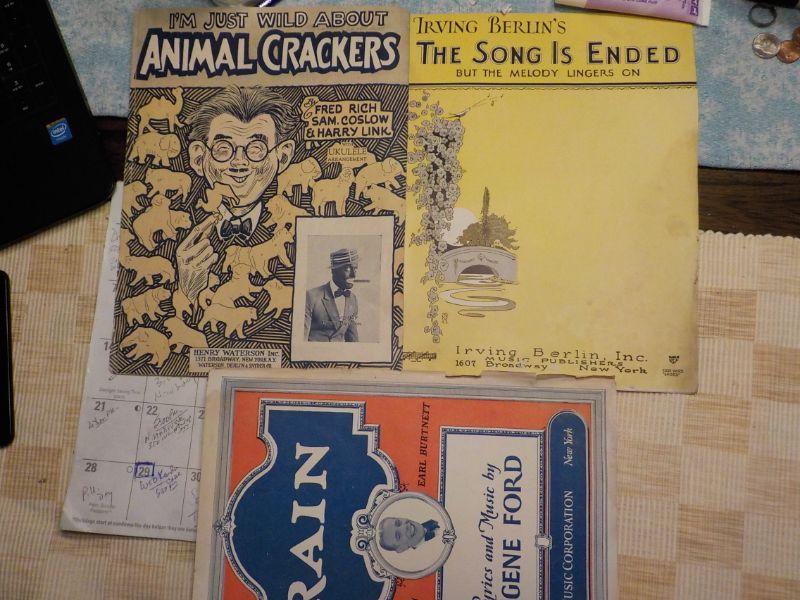 I'M JUST WILD ABOUT
ANIMAL CRACKERS
By
FRED RICH
SAM. COSLOW
& HARRY LINK
UKULELE
ARRANGEMENT
HENRY WATERSON INC.
1571 BROADWAY, NEW YORK, N.Y.
WATERSON, BERLIN & SNYDER CO.
IRVING BERLIN'S
THE SONG IS ENDED
BUT THE MELODY LINGERS ON
Irving Berlin, Inc.
MUSIC PUBLISHERS
1607 Broadway New York
RAIN
EARL BURTNETT
Lyrics and Music by
GENE FORD
New York
MUSIC CORPORATION
intel
14
21
22
28
29
30